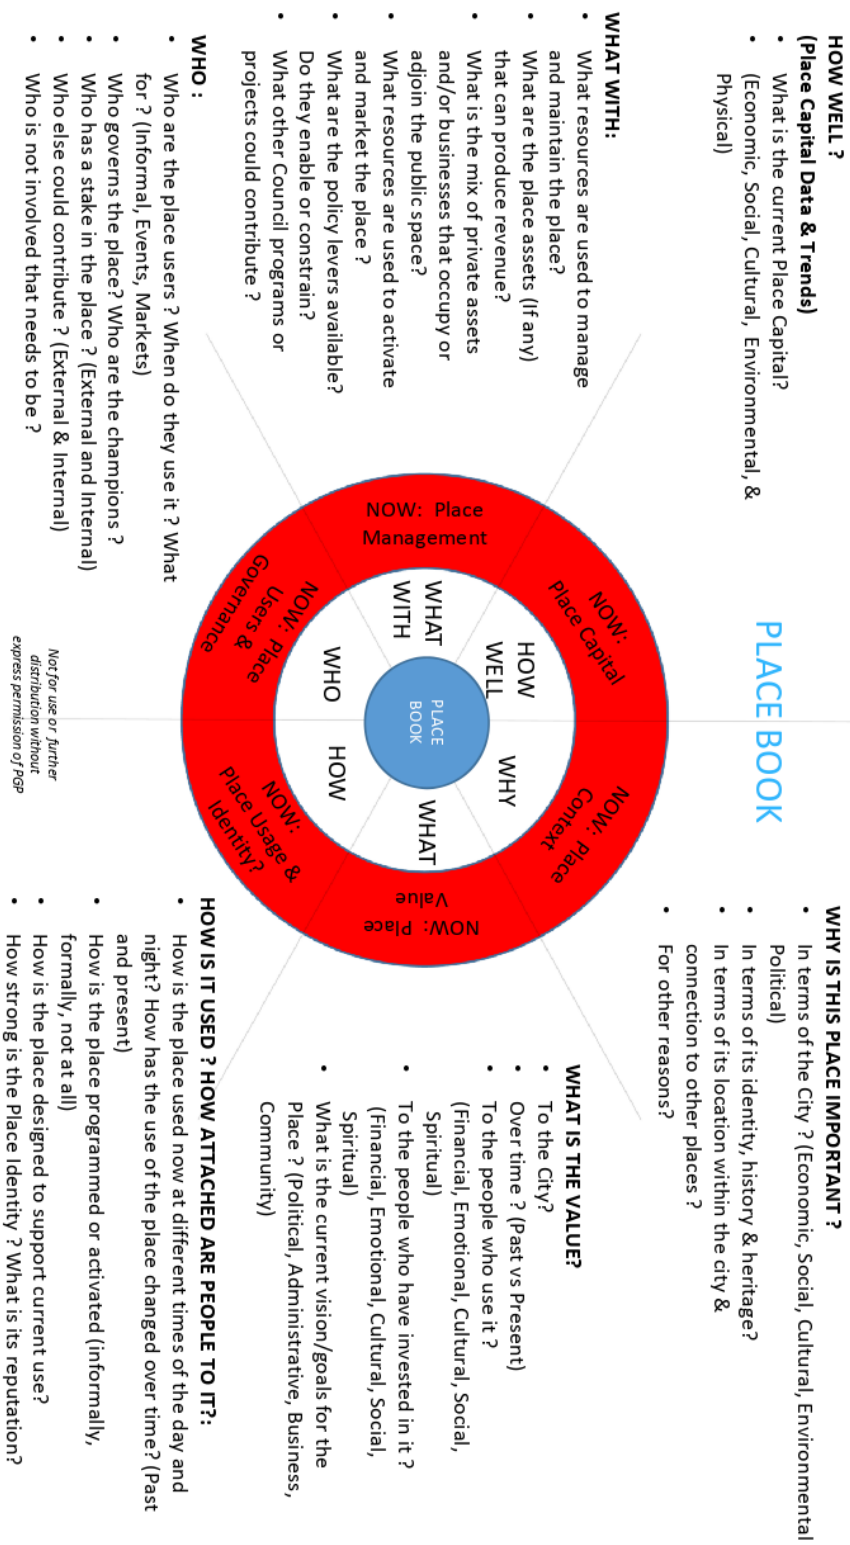 PLACE BOOK
HOW WELL ?
(Place Capital Data & Trends)
• What is the current Place Capital?
• (Economic, Social, Cultural, Environmental, &
Physical)
WHAT WITH:
• What resources are used to manage
and maintain the place?
• What are the place assets (If any)
that can produce revenue?
• What is the mix of private assets
and/or businesses that occupy or
adjoin the public space?
• What resources are used to activate
and market the place ?
• What are the policy levers available?
Do they enable or constrain?
• What other Council programs or
projects could contribute ?
WHO :
• Who are the place users ? When do they use it ? What
for ? (Informal, Events, Markets)
• Who governs the place? Who are the champions ?
• Who has a stake in the place ? (External and Internal)
• Who else could contribute ? (External & Internal)
• Who is not involved that needs to be ?
NOW:
Place Capital
NOW: Place
Context
NOW: Place
Management
NOW: Place
Value
NOW: Place
Users &
Governance
NOW:
Place Usage &
Identity?
HOW
WELL
WHY
WHAT
WITH
WHAT
WHO
HOW
PLACE
BOOK
WHY IS THIS PLACE IMPORTANT ?
• In terms of the City ? (Economic, Social, Cultural, Environmental
Political)
• In terms of its identity, history & heritage?
• In terms of its location within the city &
connection to other places ?
• For other reasons?
WHAT IS THE VALUE?
• To the City?
• Over time ? (Past vs Present)
• To the people who use it ?
(Financial, Emotional, Cultural, Social,
Spiritual)
• To the people who have invested in it ?
(Financial, Emotional, Cultural, Social,
Spiritual)
• What is the current vision/goals for the
Place ? (Political, Administrative, Business,
Community)
HOW IS IT USED ? HOW ATTACHED ARE PEOPLE TO IT?:
• How is the place used now at different times of the day and
night? How has the use of the place changed over time? (Past
and present)
• How is the place programmed or activated (informally,
formally, not at all)
• How is the place designed to support current use?
• How strong is the Place Identity ? What is its reputation?
Not for use or further
distribution without
express permission of PGP